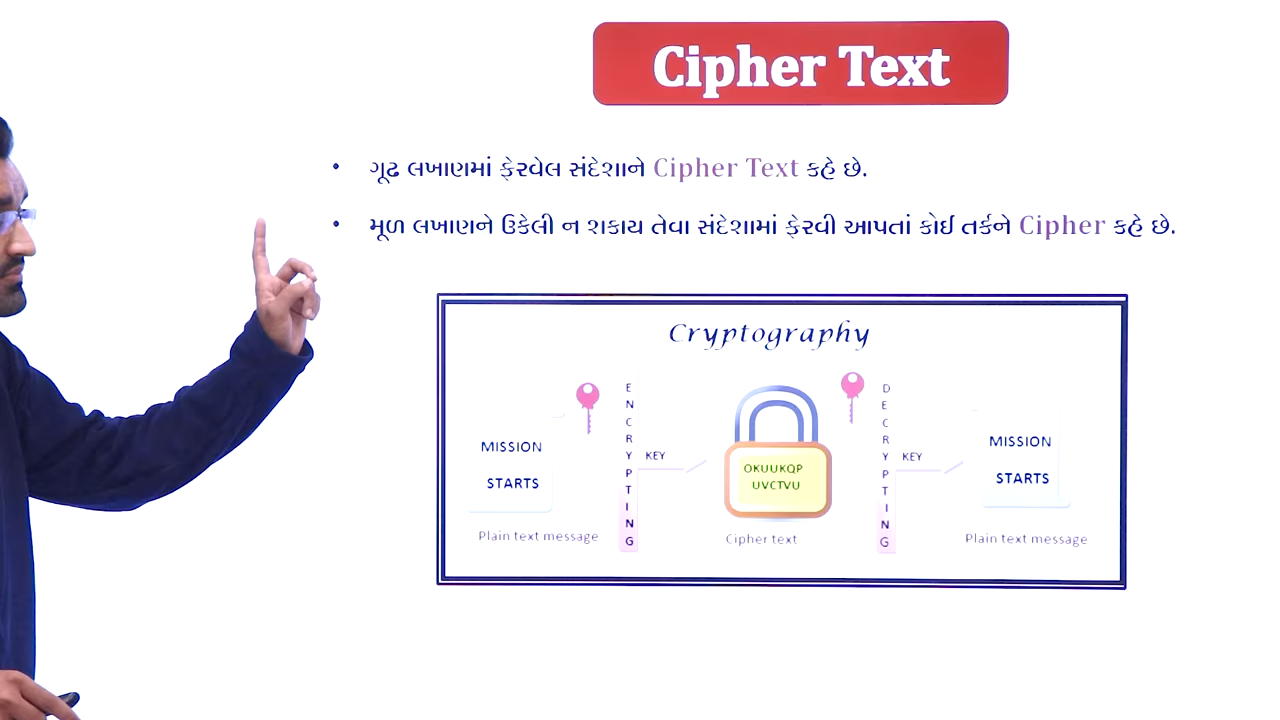 Cipher Text
• ગૂઢ લખાણમાં ફેરવેલ સંદેશાને Cipher Text કહે છે.
• મૂળ લખાણને ઉકેલી ન શકાય તેવા સંદેશામાં ફેરવી આપતાં કોઈ તર્કને Cipher કહે છે.
Cryptography
MISSION
STARTS
Plain text message
ENCRYPTING
KEY
OKUUKQP
UVCTVU
Cipher text
DECRYPTING
KEY
MISSION
STARTS
Plain text message